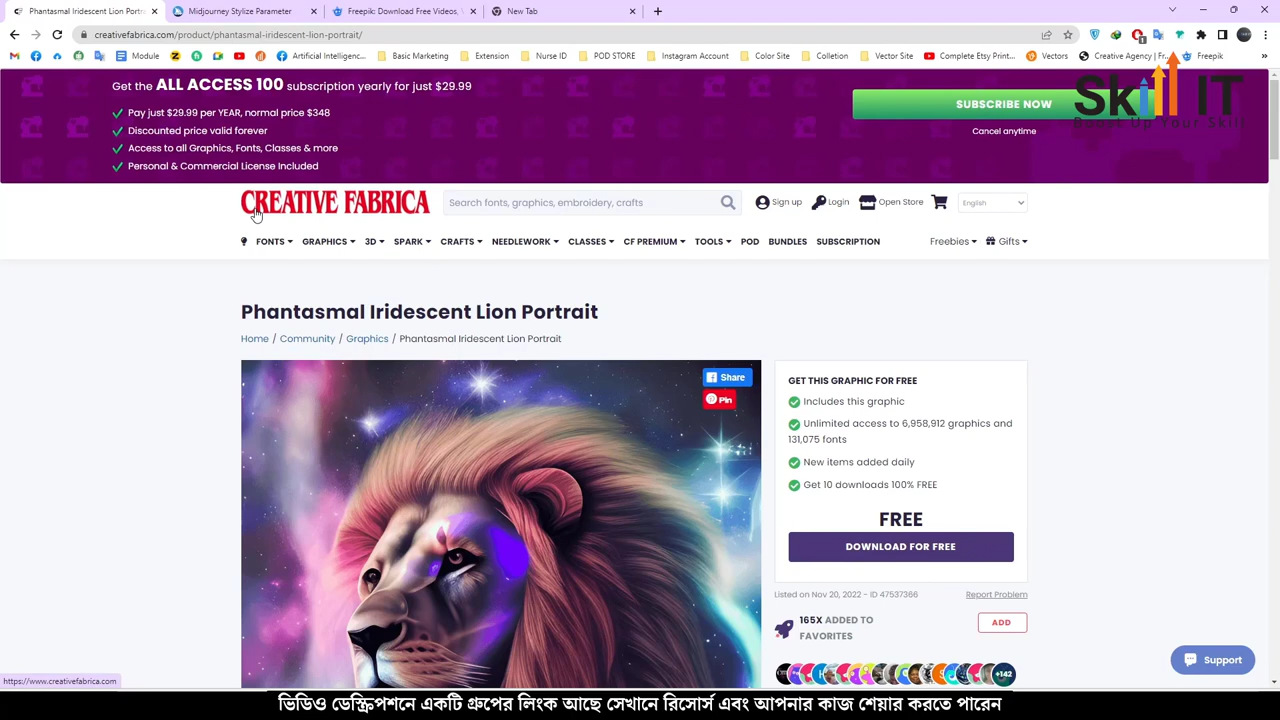 Phantasmal Iridescent Lion Portr
Midjourney Stylize Parameter
Freepik: Download Free Videos, V
New Tab
creativefabrica.com/product/phantasmal-iridescent-lion-portrait/
Module
Artificial Intelligenc...
Basic Marketing
Extension
Nurse ID
POD STORE
Instagram Account
Color Site
Colletion
Vector Site
Complete Etsy Print...
Vectors
Creative Agency | Fr...
Freepik
Get the ALL ACCESS 100 subscription yearly for just $29.99
Pay just $29.99 per YEAR, normal price $348
Discounted price valid forever
Access to all Graphics, Fonts, Classes & more
Personal & Commercial License Included
SUBSCRIBE NOW
Cancel anytime
Skill IT
Boost Up Your Skill
CREATIVE FABRICA
Search fonts, graphics, embroidery, crafts
Sign up
Login
Open Store
English
FONTS
GRAPHICS
3D
SPARK
CRAFTS
NEEDLEWORK
CLASSES
CF PREMIUM
TOOLS
POD
BUNDLES
SUBSCRIPTION
Freebies
Gifts
Phantasmal Iridescent Lion Portrait
Home / Community / Graphics / Phantasmal Iridescent Lion Portrait
Share
Pin
GET THIS GRAPHIC FOR FREE
Includes this graphic
Unlimited access to 6,958,912 graphics and
131,075 fonts
New items added daily
Get 10 downloads 100% FREE
FREE
DOWNLOAD FOR FREE
Listed on Nov 20, 2022 – ID 47537366
Report Problem
165X ADDED TO
FAVORITES
ADD
+142
Support
https://www.creativefabrica.com
ভিডিও ডেস্ক্রিপশনে একটি গ্রুপের লিংক আছে সেখানে রিসোর্স এবং আপনার কাজ শেয়ার করতে পারেন